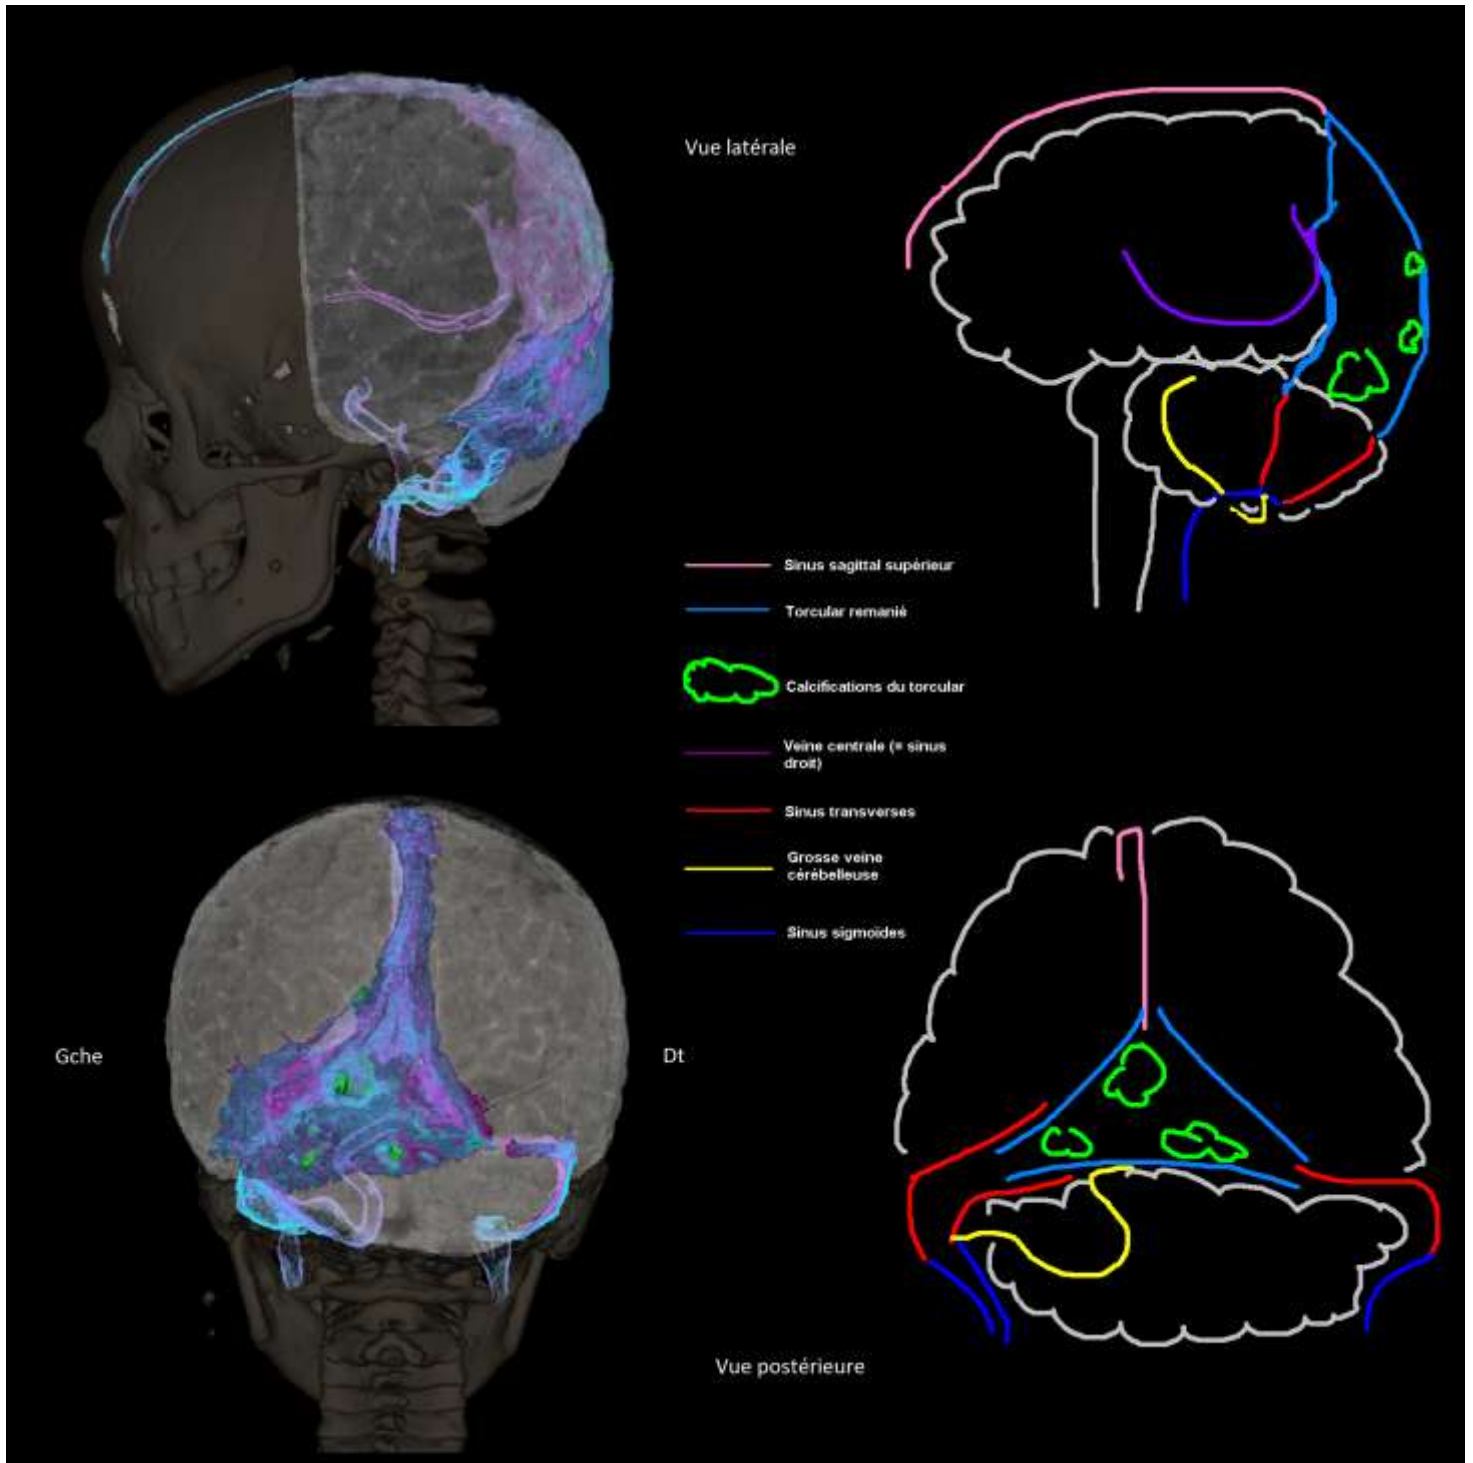 Vue latérale
Sinus sagittal supérieur
Torcular remanié
Calcifications du torcular
Veine centrale (= sinus
droit)
Sinus transverses
Grosse veine
cérébelleuse
Sinus sigmoïdes
Gche
Dt
Vue postérieure